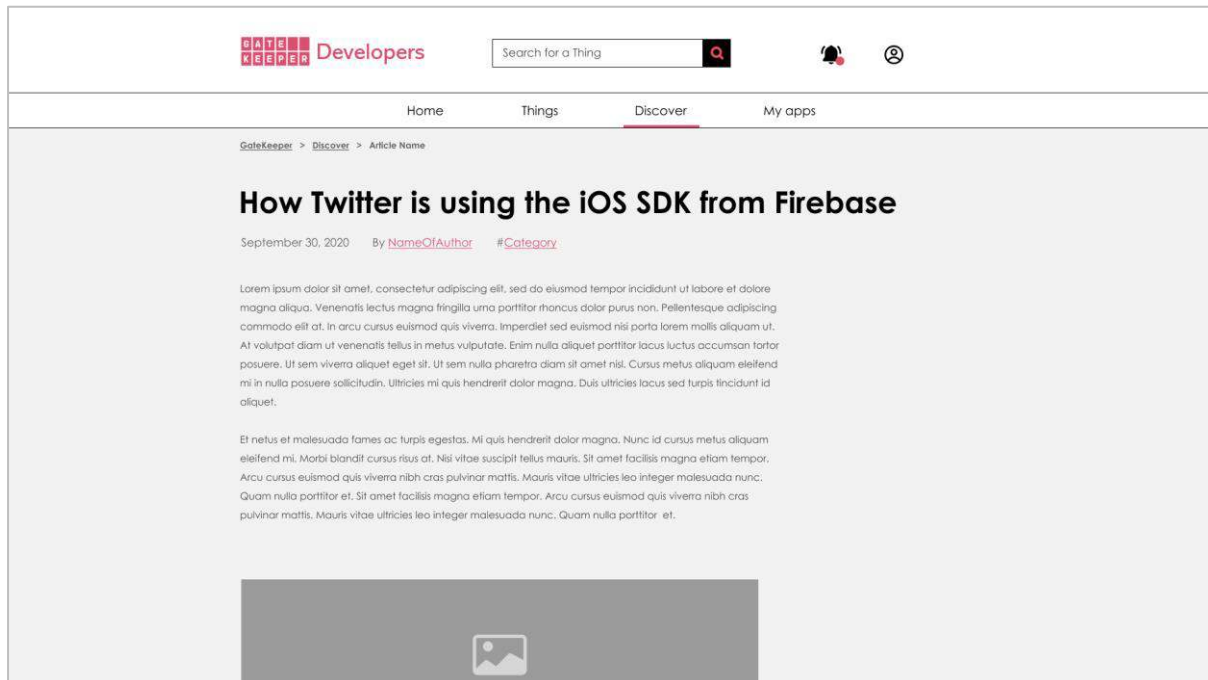 GATE
KEEPER
Developers
Search for a Thing
Home Things Discover My apps
GateKeeper > Discover > Article Name
How Twitter is using the iOS SDK from Firebase
September 30, 2020 By NameOfAuthor #Category
Lorem ipsum dolor sit amet, consectetur adipiscing elit, sed do eiusmod tempor incididunt ut labore et dolore
magna aliqua. Venenatis lectus magna fringilla urna porttitor rhoncus dolor purus non. Pellentesque adipiscing
commodo elit at. In arcu cursus euismod quis viverra. Imperdiet sed euismod nisi porta lorem mollis aliquam ut.
At volutpat diam ut venenatis tellus in metus vulputate. Enim nulla aliquet porttitor lacus luctus accumsan tortor
posuere. Ut sem viverra aliquet eget sit. Ut sem nulla pharetra diam sit amet nisl. Cursus metus aliquam eleifend
mi in nulla posuere sollicitudin. Ultricies mi quis hendrerit dolor magna. Duis ultricies lacus sed turpis tincidunt id
aliquet.
Et netus et malesuada fames ac turpis egestas. Mi quis hendrerit dolor magna. Nunc id cursus metus aliquam
eleifend mi. Morbi blandit cursus risus at. Nisi vitae suscipit tellus mauris. Sit amet facilisis magna etiam tempor.
Arcu cursus euismod quis viverra nibh cras pulvinar mattis. Mauris vitae ultricies leo integer malesuada nunc.
Quam nulla porttitor et. Sit amet facilisis magna etiam tempor. Arcu cursus euismod quis viverra nibh cras
pulvinar mattis. Mauris vitae ultricies leo integer malesuada nunc. Quam nulla porttitor et.